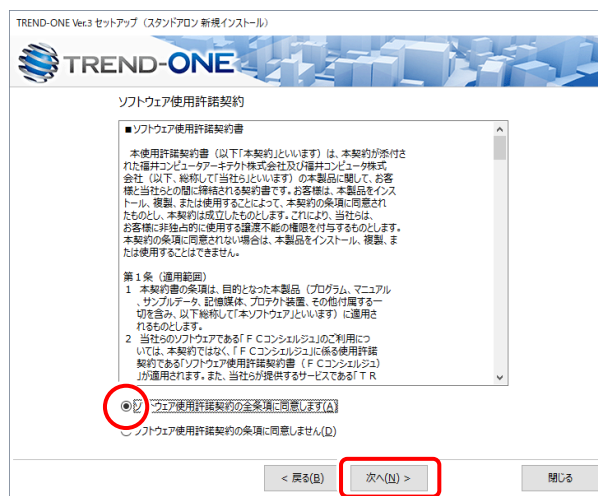 TREND-ONE Ver.3 セットアップ（スタンドアロン 新規インストール）
TREND-ONE
ソフトウェア使用許諾契約
■ソフトウェア使用許諾契約書
本使用許諾契約書（以下「本契約」といいます）は、本契約が添付さ
れた福井コンピュータアーキテクト株式会社及び福井コンピュータ株式
会社（以下、総称して「当社ら」といいます）の本製品に関して、お客
様と当社らとの間に締結される契約書です。お客様は、本製品をインス
トール、複製、または使用することによって、本契約の条項に同意され
たものとし、本契約は成立したものとします。これにより、当社らは、
お客様に非独占的に使用する譲渡不能の権限を付与するものとします。
本契約の条項に同意されない場合は、本製品をインストール、複製、ま
たは使用することはできません。
第１条（適用範囲）
1 本契約書の条項は、目的となった本製品（プログラム、マニュアル
、サンプルデータ、記憶媒体、プロテクト装置、その他付属する一
切を含み、以下総称して「本ソフトウェア」といいます）に適用さ
れるものとします。
2 当社らのソフトウェアである「ＦＣコンシェルジュ」のご利用につ
いては、本契約ではなく、「ＦＣコンシェルジュ」に係る使用許諾
契約である「ソフトウェア使用許諾契約書（ＦＣコンシェルジュ）
」が適用されます。また、当社らが提供するサービスである「ＴＲ
ソフトウェア使用許諾契約の全条項に同意します(A)
ソフトウェア使用許諾契約の条項に同意しません(D)
< 戻る(B)
次へ(N) >
閉じる